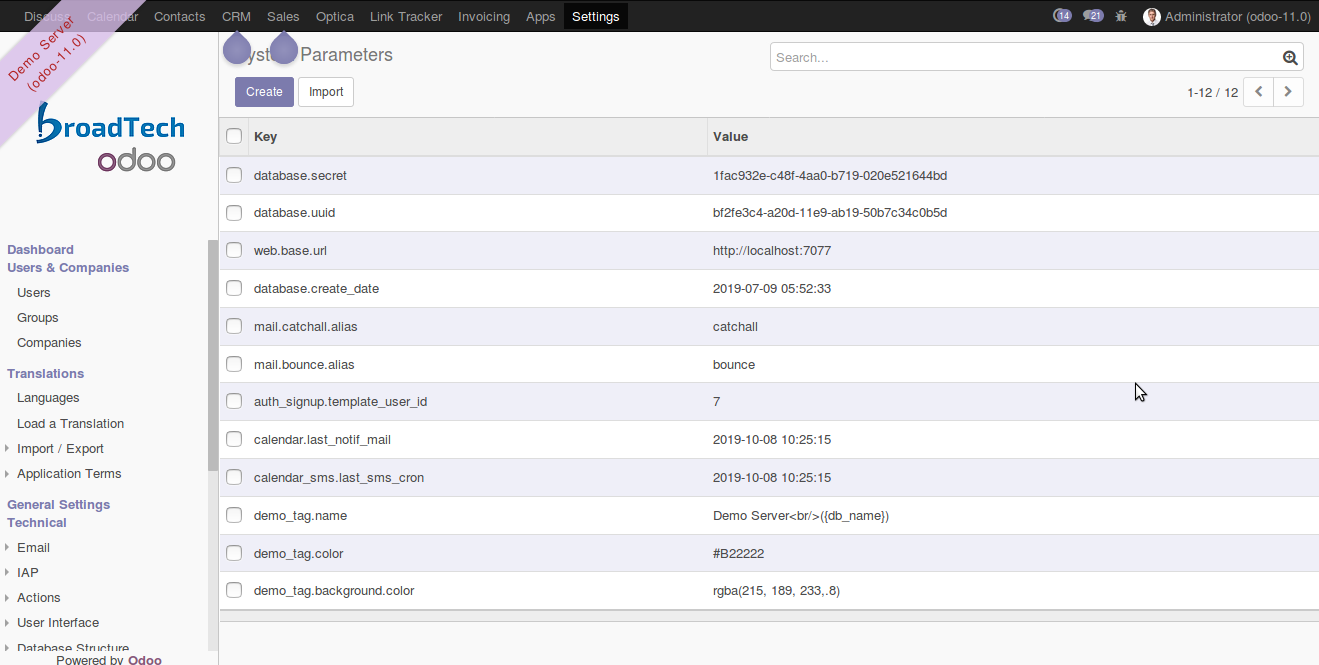 Discuss Calendar Contacts CRM Sales Optica Link Tracker Invoicing Apps Settings 14 21 Administrator (odoo-11.0)
Demo Server
(odoo-11.0)
BroadTech
odoo
System Parameters
Search...
Create Import
1-12 / 12
Key Value
database.secret 1fac932e-c48f-4aa0-b719-020e521644bd
database.uuid bf2fe3c4-a20d-11e9-ab19-50b7c34c0b5d
web.base.url http://localhost:7077
database.create_date 2019-07-09 05:52:33
mail.catchall.alias catchall
mail.bounce.alias bounce
auth_signup.template_user_id 7
calendar.last_notif_mail 2019-10-08 10:25:15
calendar_sms.last_sms_cron 2019-10-08 10:25:15
demo_tag.name Demo Server<br/>({db_name})
demo_tag.color #B22222
demo_tag.background.color rgba(215, 189, 233,.8)
Dashboard
Users & Companies
Users
Groups
Companies
Translations
Languages
Load a Translation
Import / Export
Application Terms
General Settings
Technical
Email
IAP
Actions
User Interface
Database Structure
Powered by Odoo